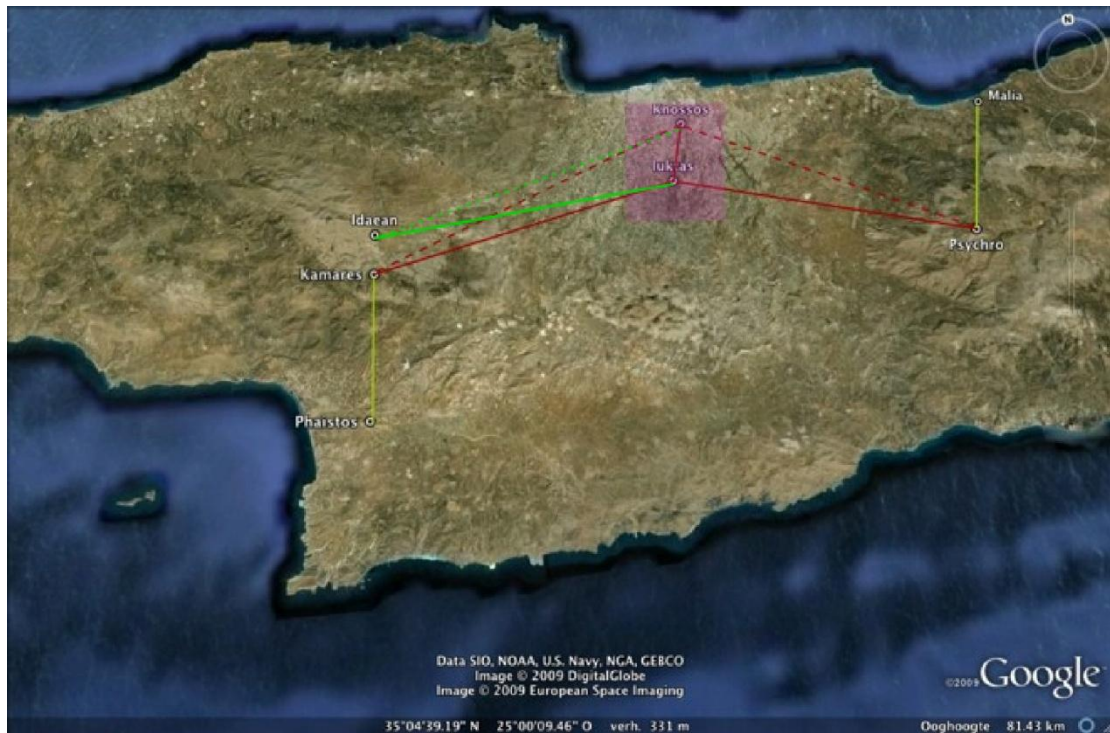 N
Malia
Knossos
Iuktas
Idaean
Psychro
Kamares
Phaistos
Data SIO, NOAA, U.S. Navy, NGA, GEBCO
Image © 2009 DigitalGlobe
Image © 2009 European Space Imaging
©2009 Google
35°04'39.19" N 25°00'09.46" O verh. 331 m Ooghoogte 81.43 km